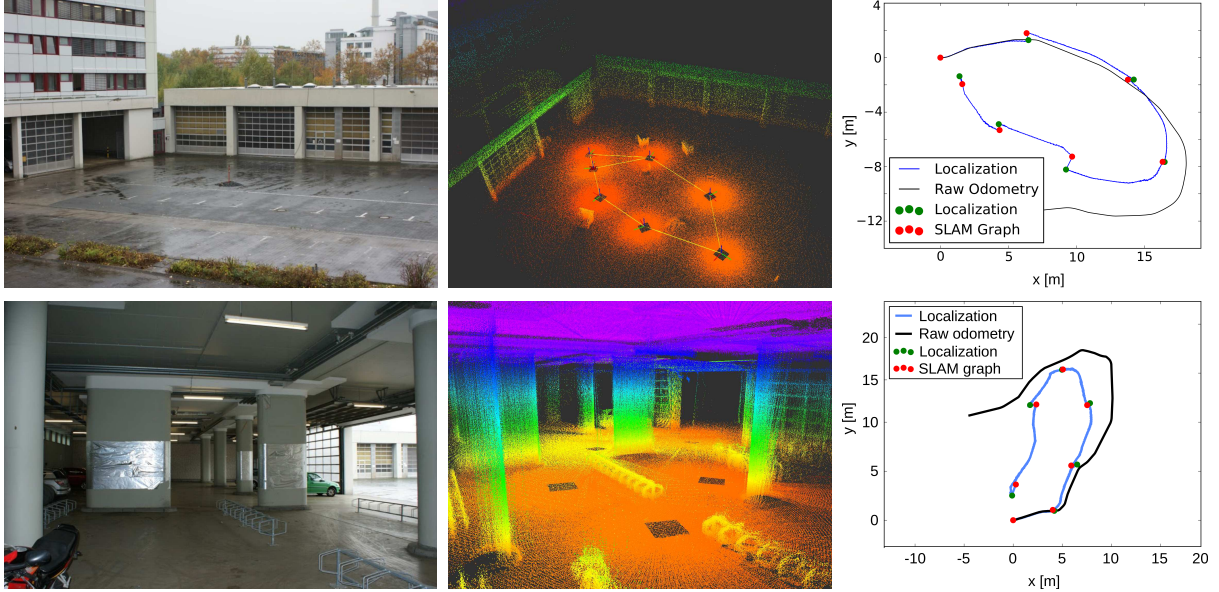 4
0
−4
−8
−12
y [m]
Localization
Raw Odometry
Localization
SLAM Graph
0
5
10
15
x [m]
20
15
10
5
0
y [m]
Localization
Raw odometry
Localization
SLAM graph
−10
−5
0
5
10
15
20
x [m]